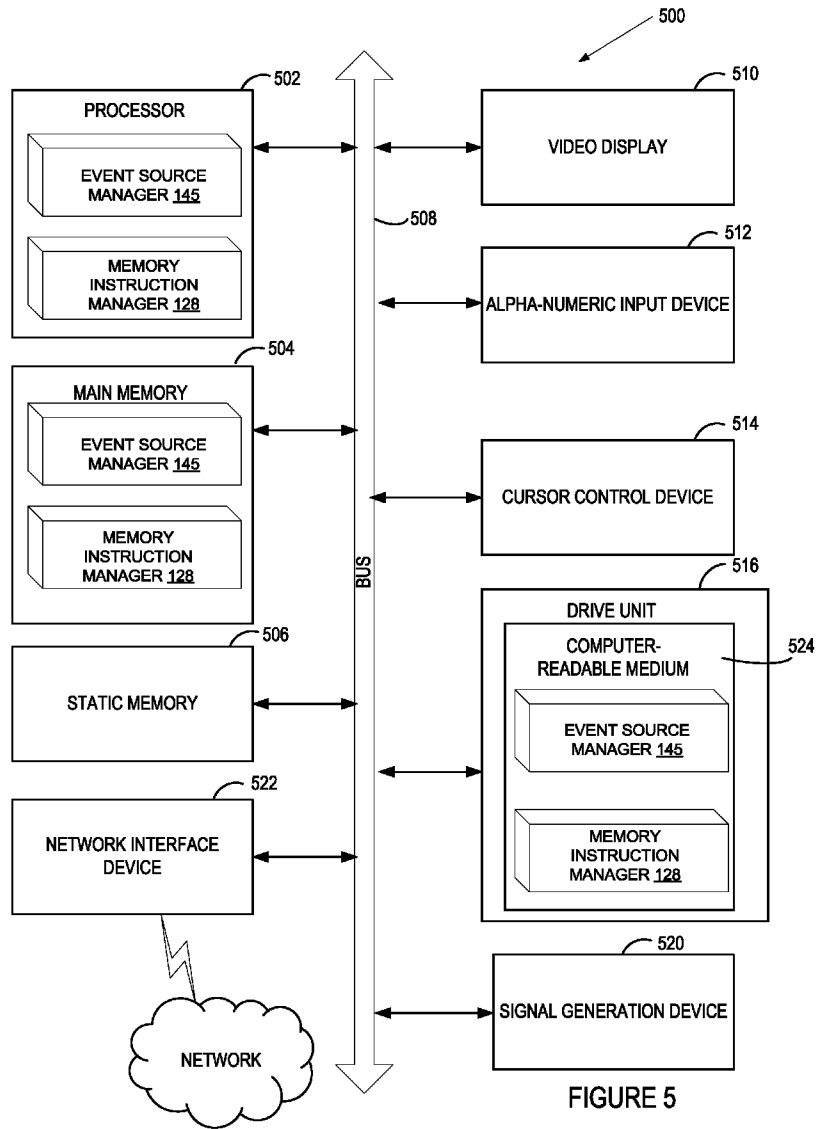 500
502
PROCESSOR
EVENT SOURCE
MANAGER 145
MEMORY
INSTRUCTION
MANAGER 128
504
MAIN MEMORY
EVENT SOURCE
MANAGER 145
MEMORY
INSTRUCTION
MANAGER 128
506
STATIC MEMORY
522
NETWORK INTERFACE
DEVICE
NETWORK
508
BUS
510
VIDEO DISPLAY
512
ALPHA-NUMERIC INPUT DEVICE
514
CURSOR CONTROL DEVICE
516
DRIVE UNIT
COMPUTER-
READABLE MEDIUM
524
EVENT SOURCE
MANAGER 145
MEMORY
INSTRUCTION
MANAGER 128
520
SIGNAL GENERATION DEVICE
FIGURE 5